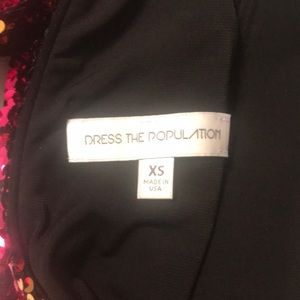 DRESS THE POPULATION
XS
MADE IN
USA